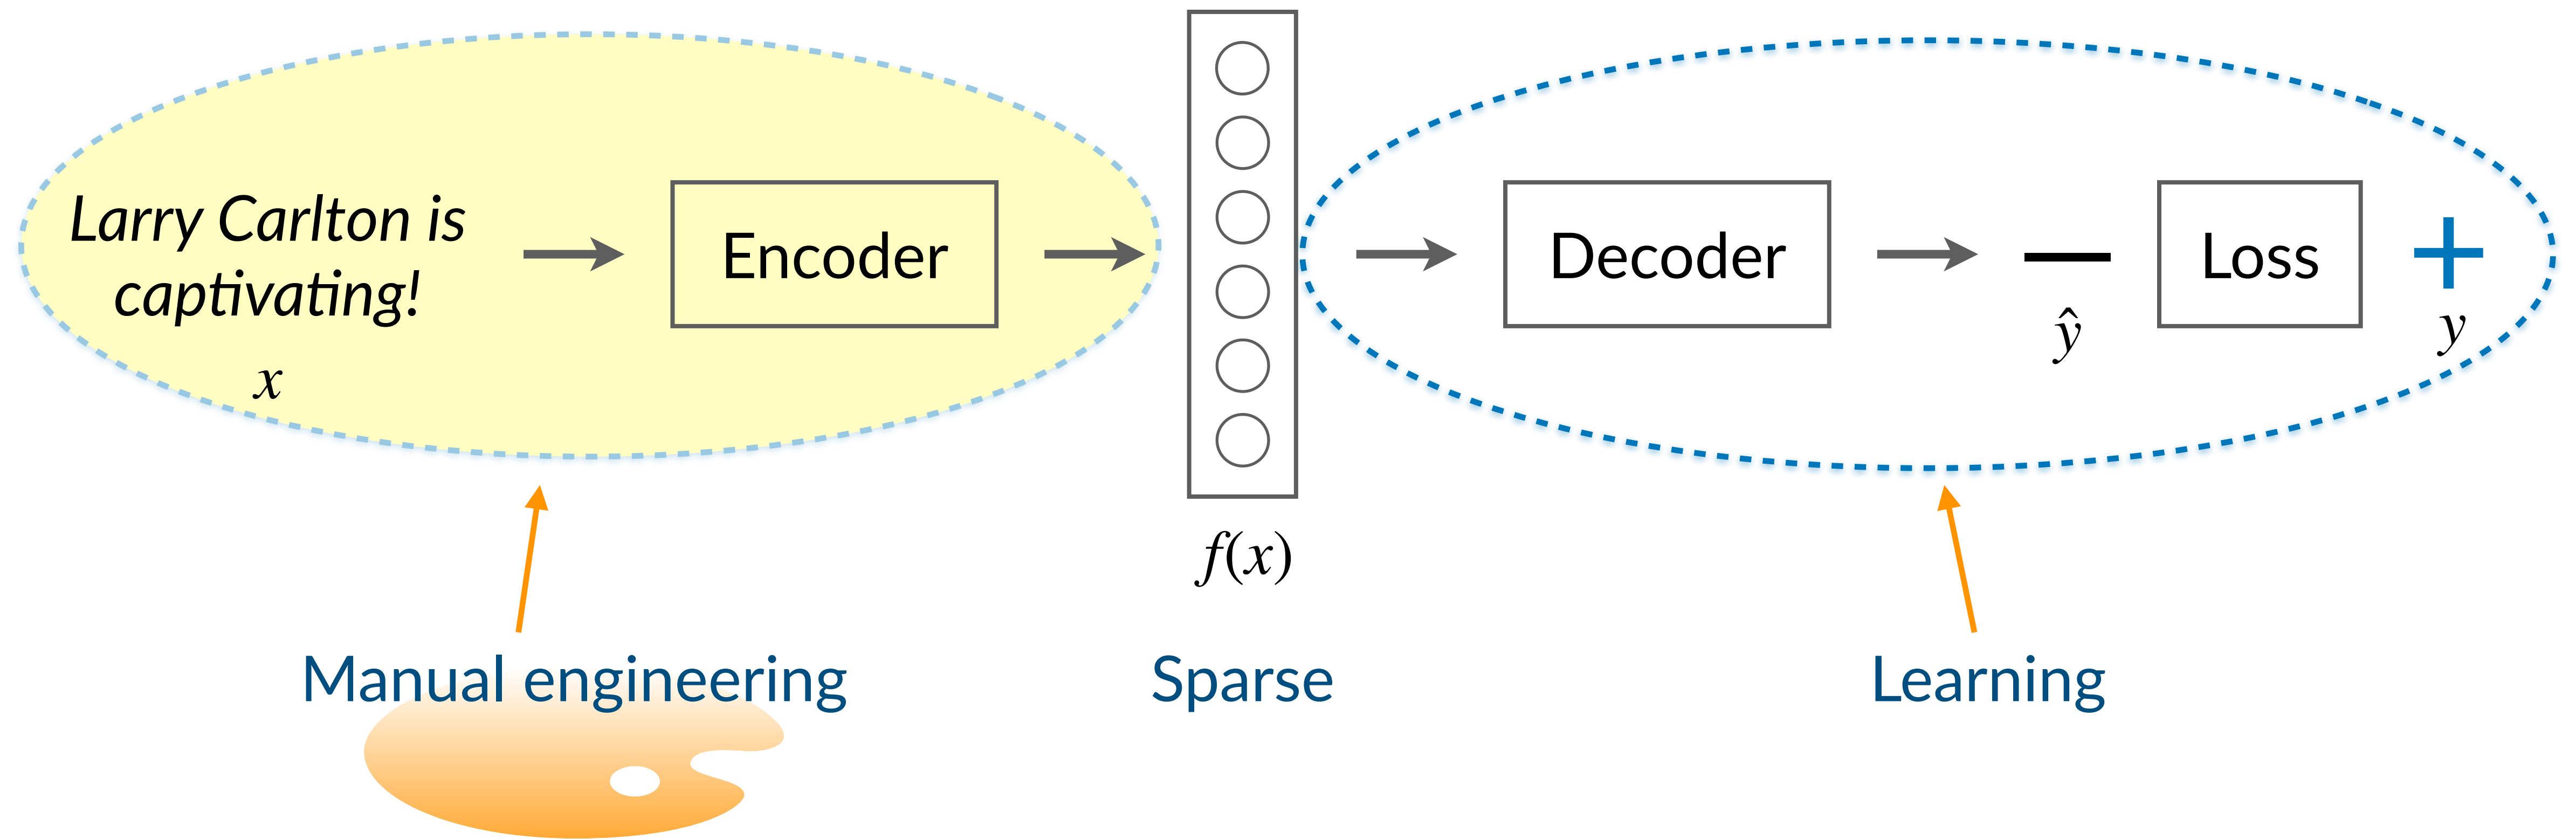 Larry Carlton is
captivating!
x
Encoder
f(x)
Decoder
ŷ
Loss
+
y
Manual engineering
Sparse
Learning